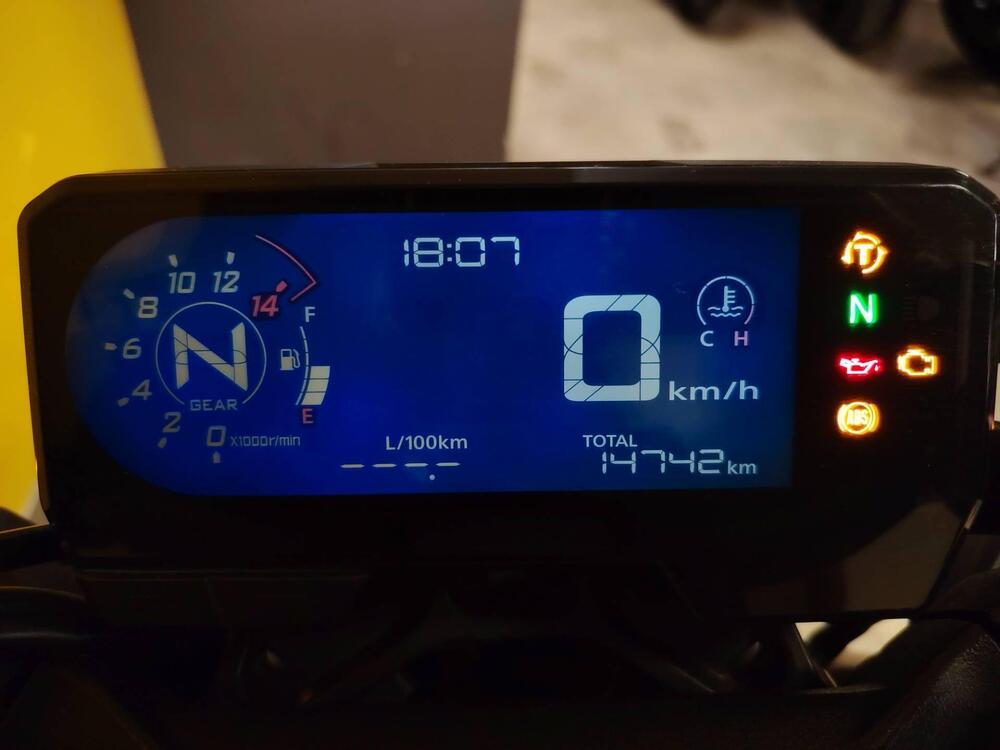 18:07
10 12
8 14
6
4
2
N
GEAR
0 X1000r/min
F
E
L/100km
----.-
0 km/h
C H
TOTAL
14742 km
T
N
ABS